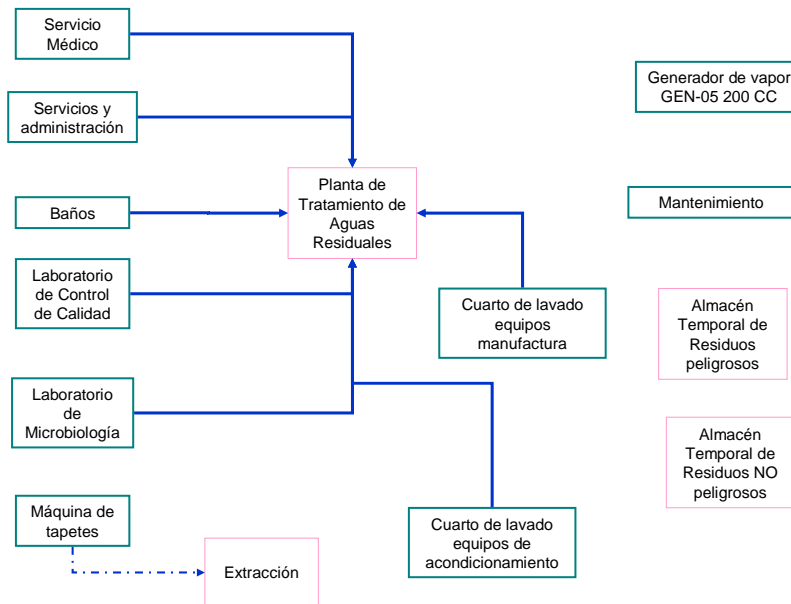 Servicio
Médico
Servicios y
administración
Baños
Laboratorio
de Control
de Calidad
Laboratorio
de
Microbiología
Máquina de
tapetes
Extracción
Planta de
Tratamiento de
Aguas
Residuales
Cuarto de lavado
equipos
manufactura
Cuarto de lavado
equipos de
acondicionamiento
Generador de vapor
GEN-05 200 CC
Mantenimiento
Almacén
Temporal de
Residuos
peligrosos
Almacén
Temporal de
Residuos NO
peligrosos